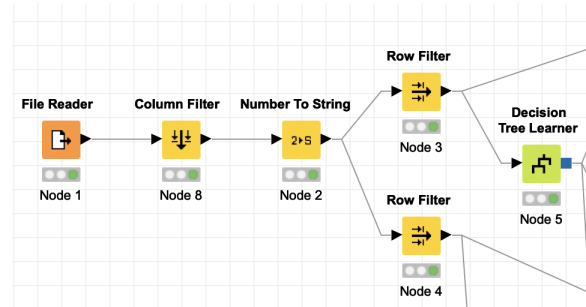 Row Filter
Node 3
File Reader
Node 1
Column Filter
Node 8
Number To String
2▸S
Node 2
Decision
Tree Learner
Node 5
Row Filter
Node 4